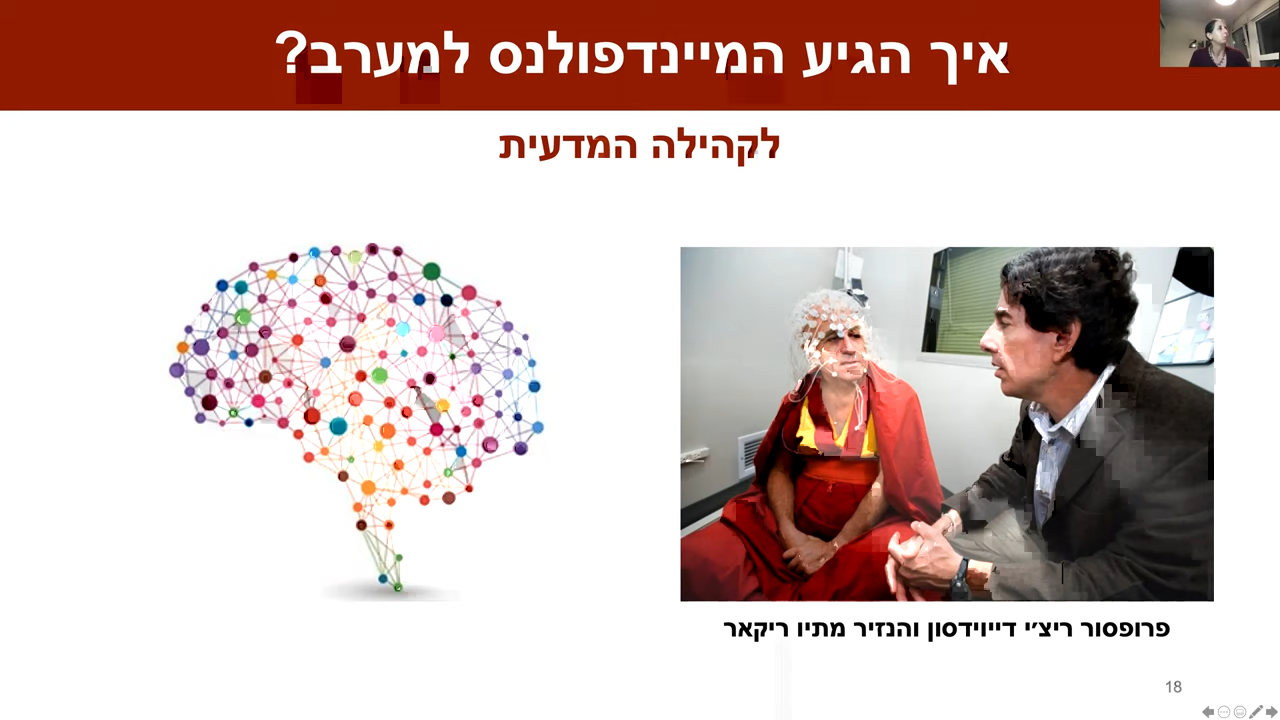 איך הגיע המיינדפולנס למערב?
לקהילה המדעית
פרופסור ריצ׳י דייוידסון והנזיר מתיו ריקאר
18